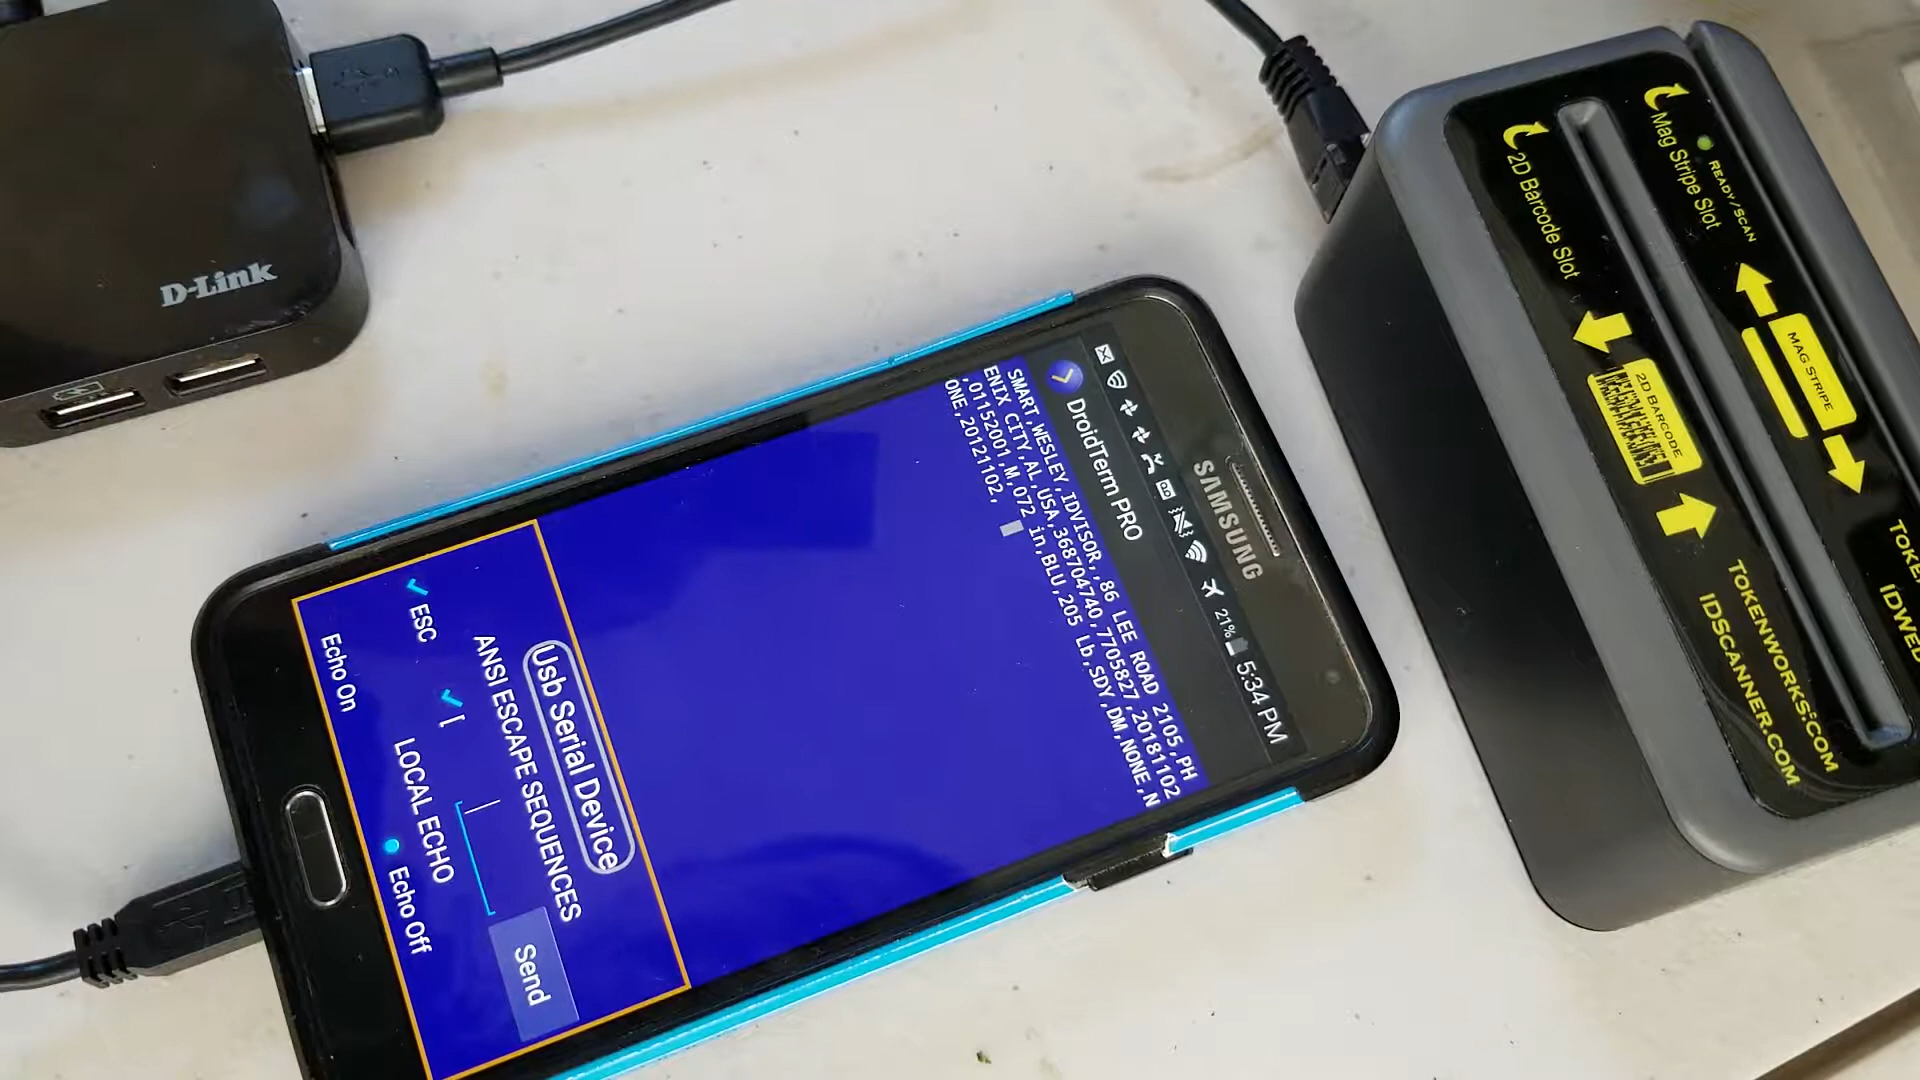 D-Link
SAMSUNG
21% 5:34 PM
DroidTerm PRO
SMART,WESLEY,IDVISOR,,86 LEE ROAD 2105,PH
ENIX CITY,AL,USA,368704740,7705827,20181102
,01152001,M,072 in,BLU,205 Lb,SDY,DM,NONE,N
ONE,20121102,
Usb Serial Device
ANSI ESCAPE SEQUENCES
ESC
[
Send
LOCAL ECHO
Echo On
Echo Off
Mag Stripe Slot
READY/SCAN
2D Barcode Slot
MAG STRIPE
2D BARCODE
TOKENWORKS.COM
IDSCANNER.COM